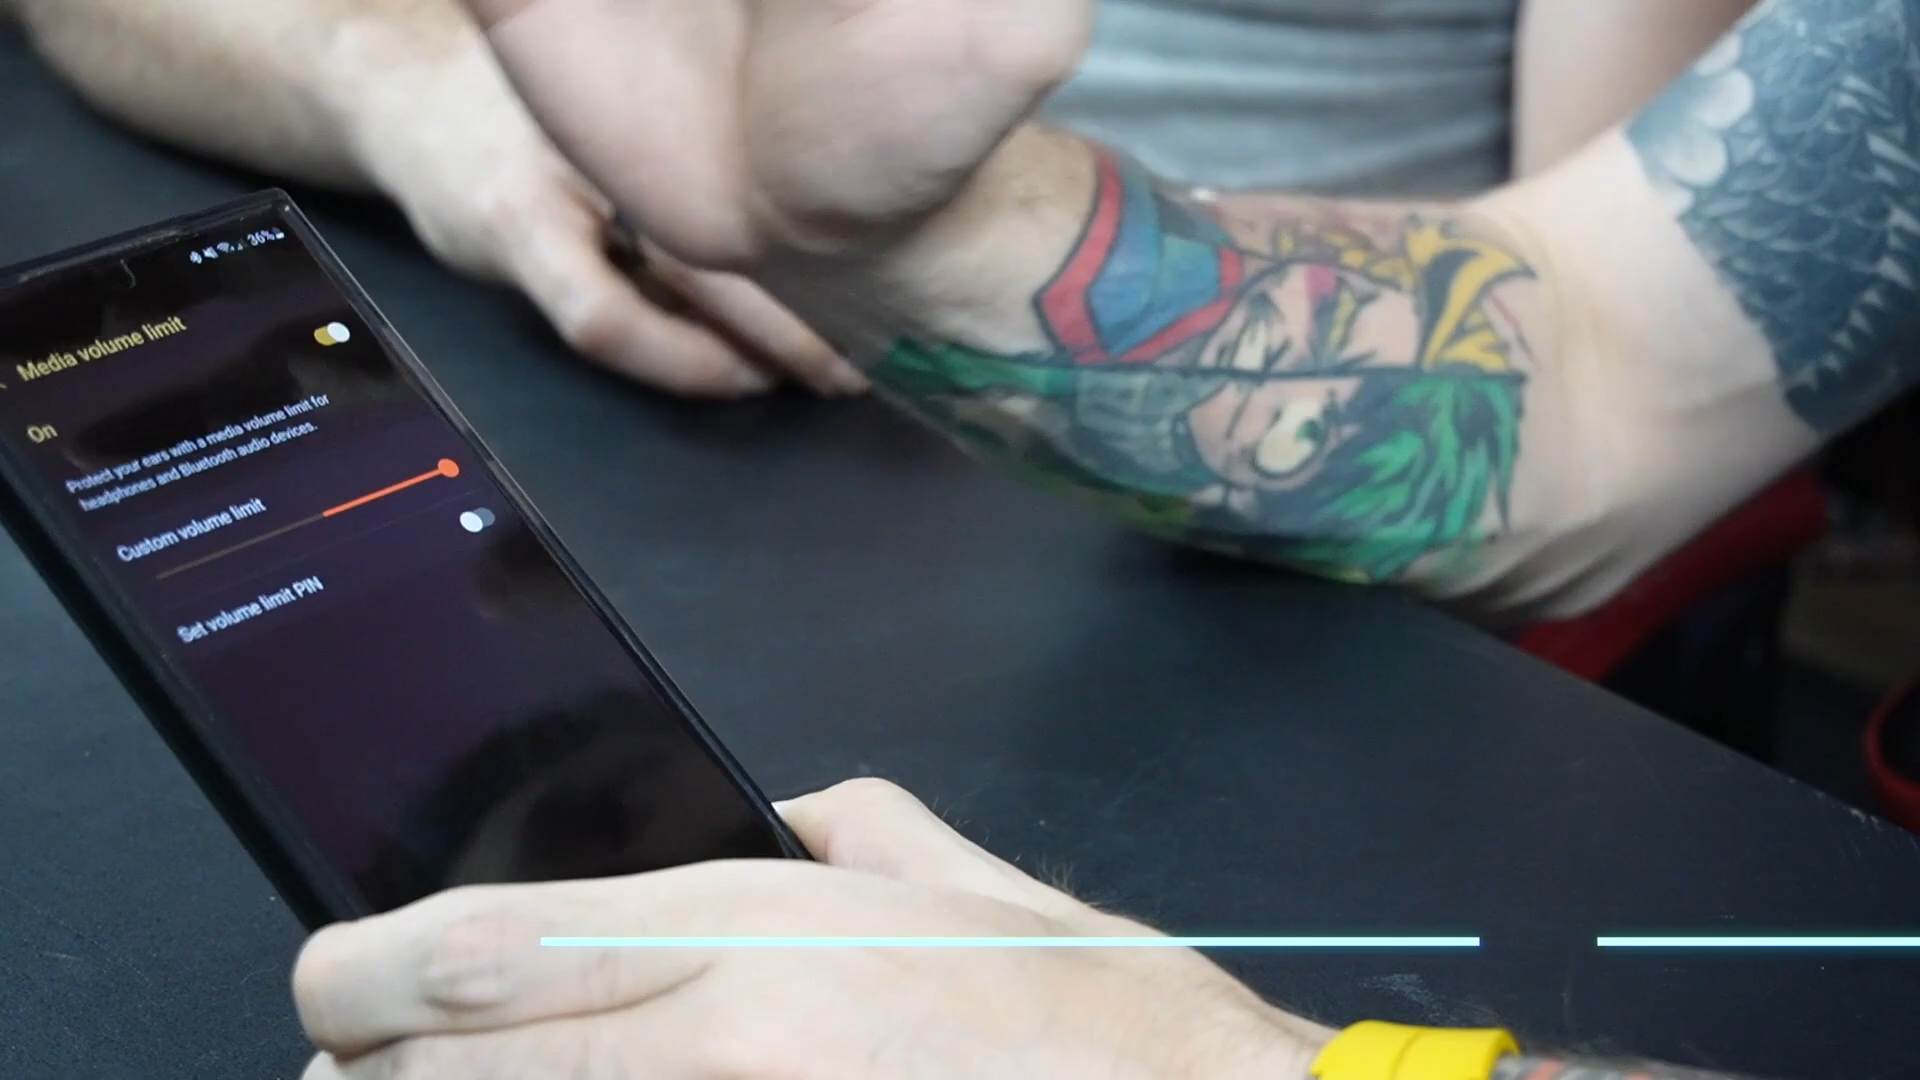 36%
Media volume limit
On
Protect your ears with a media volume limit for
headphones and Bluetooth audio devices.
Custom volume limit
Set volume limit PIN